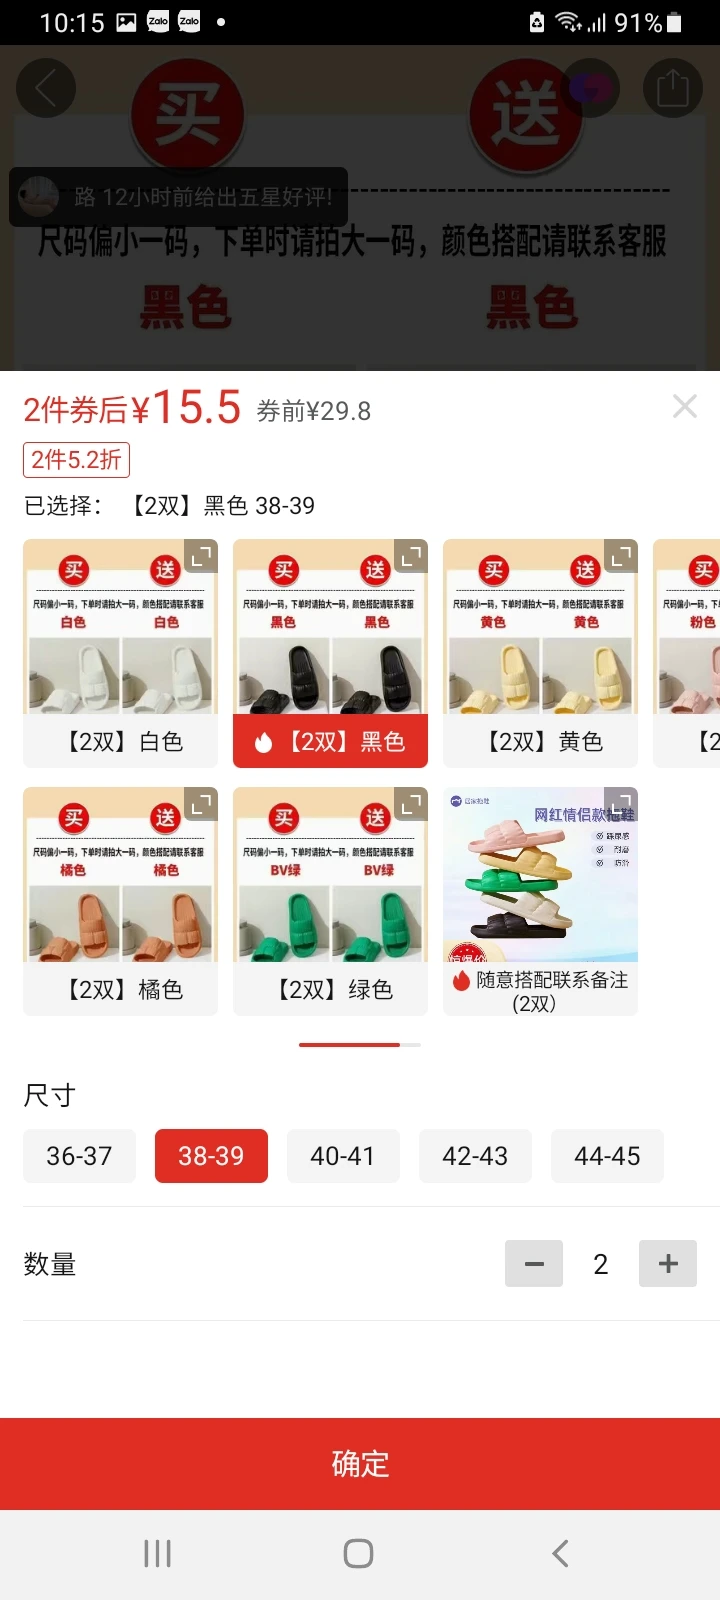 10:15 Zalo Zalo 91%
买 送
路 12小时前给出五星好评!
尺码偏小一码，下单时请拍大一码，颜色搭配请联系客服
黑色 黑色
2件券后¥15.5 券前¥29.8
2件5.2折
已选择： 【2双】黑色 38-39
买 送
尺码偏小一码，下单时请拍大一码，颜色搭配请联系客服
白色 白色
【2双】白色
买 送
尺码偏小一码，下单时请拍大一码，颜色搭配请联系客服
黑色 黑色
【2双】黑色
买 送
尺码偏小一码，下单时请拍大一码，颜色搭配请联系客服
黄色 黄色
【2双】黄色
买
尺码偏小一码，下
粉色
【2
买 送
尺码偏小一码，下单时请拍大一码，颜色搭配请联系客服
橘色 橘色
【2双】橘色
买 送
尺码偏小一码，下单时请拍大一码，颜色搭配请联系客服
BV绿 BV绿
【2双】绿色
网红情侣款拖鞋
踩屎感
耐磨
防滑
惊爆价
随意搭配联系备注
(2双）
尺寸
36-37 38-39 40-41 42-43 44-45
数量
2
确定